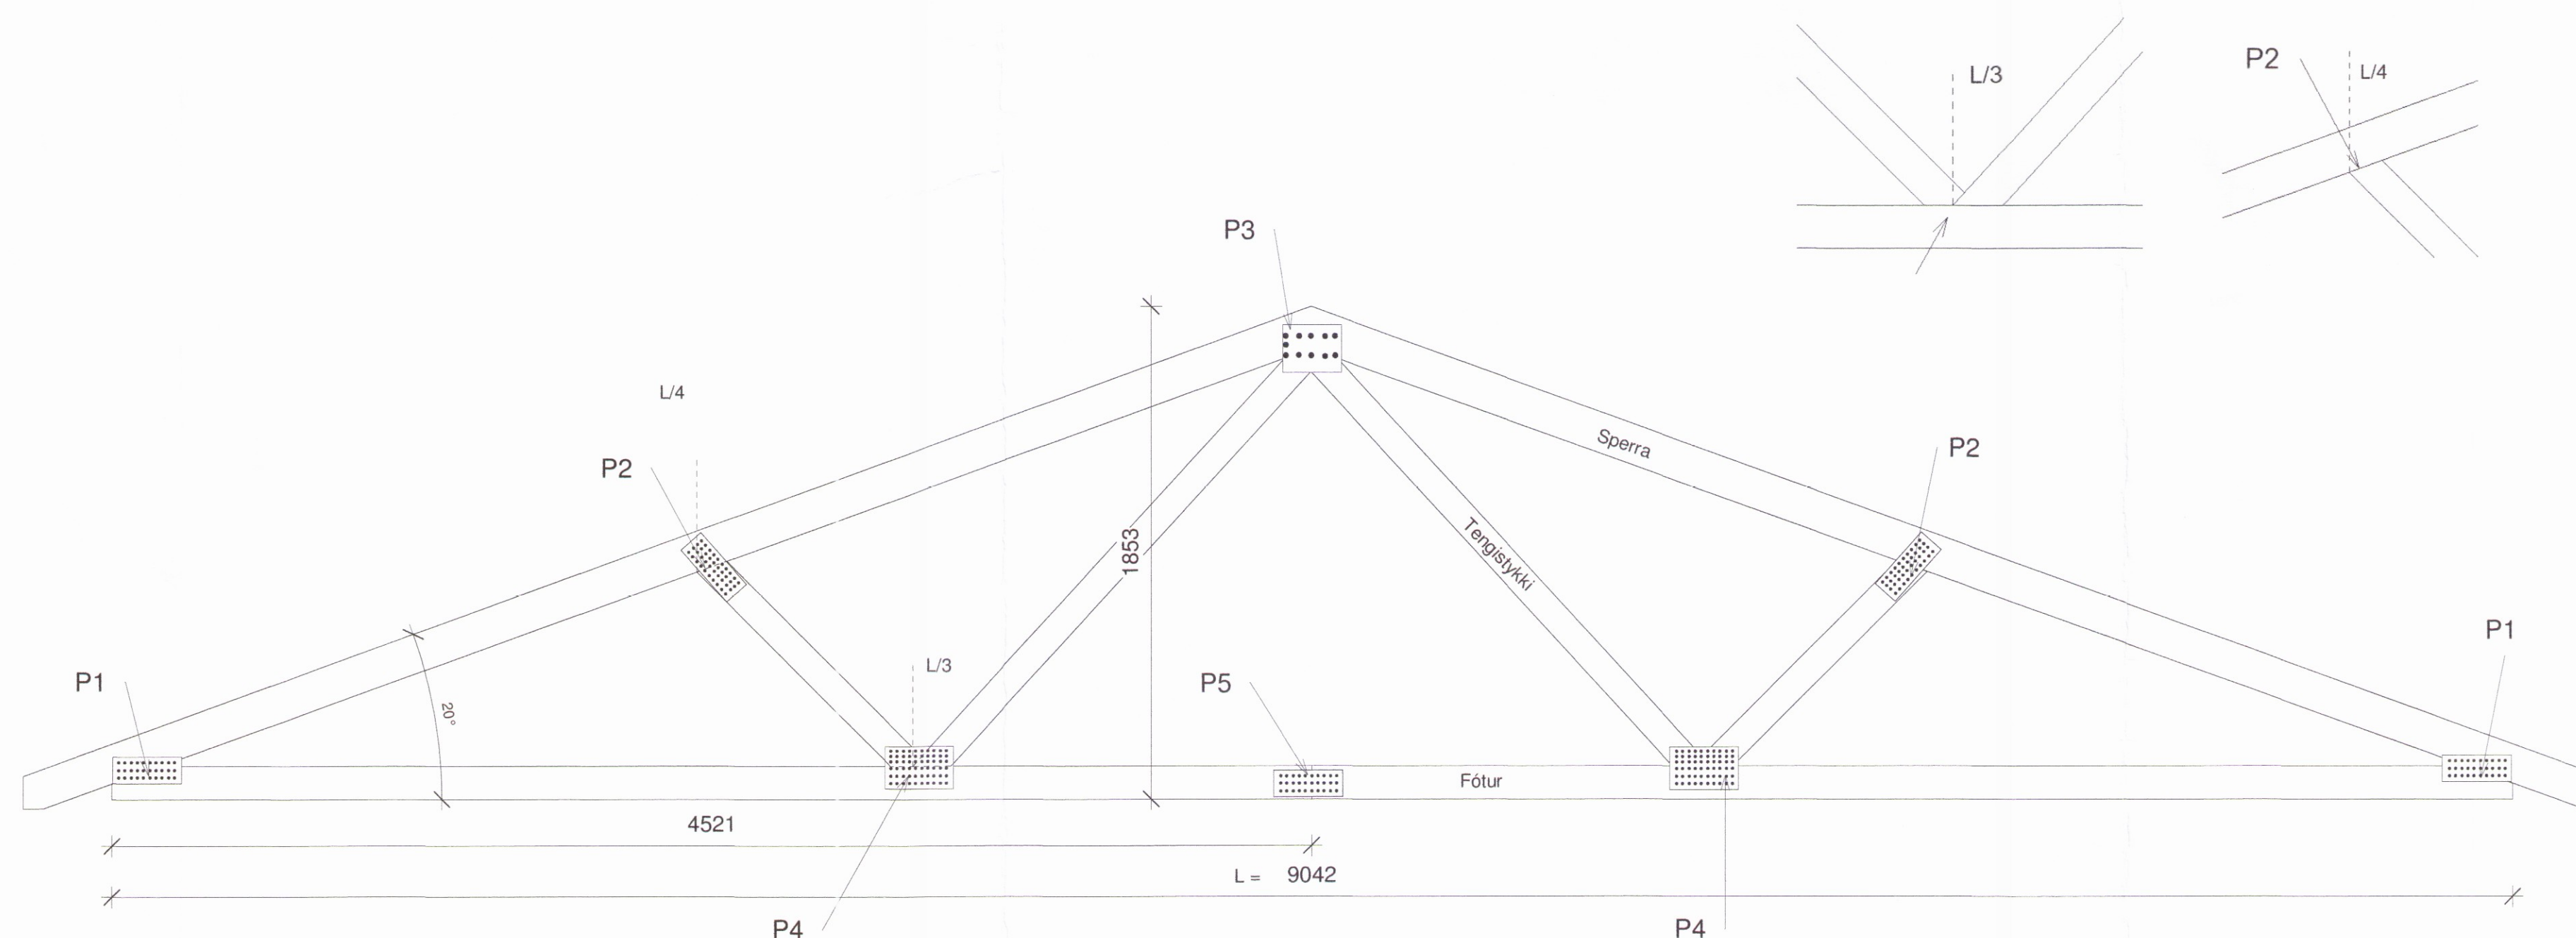 L/3
P2
L/4
P3
L/4
P2
Sperra
P2
Tengistykki
1853
P1
L/3
P1
20°
P5
Fótur
4521
L = 9042
P4
P4